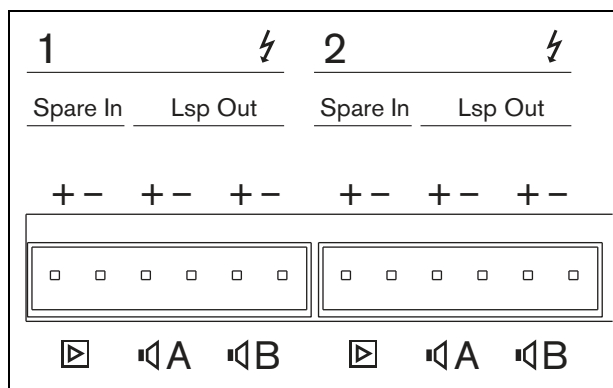 1 2
Spare In Lsp Out Spare In Lsp Out
+ - + - + - + - + - + -
A B A B